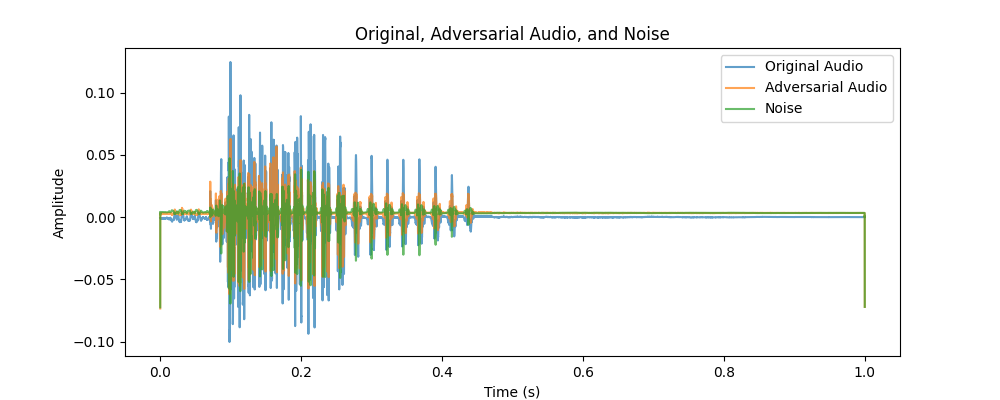 Original, Adversarial Audio, and Noise
Original Audio
Adversarial Audio
Noise
Amplitude
0.10
0.05
0.00
−0.05
−0.10
0.0
0.2
0.4
0.6
0.8
1.0
Time (s)